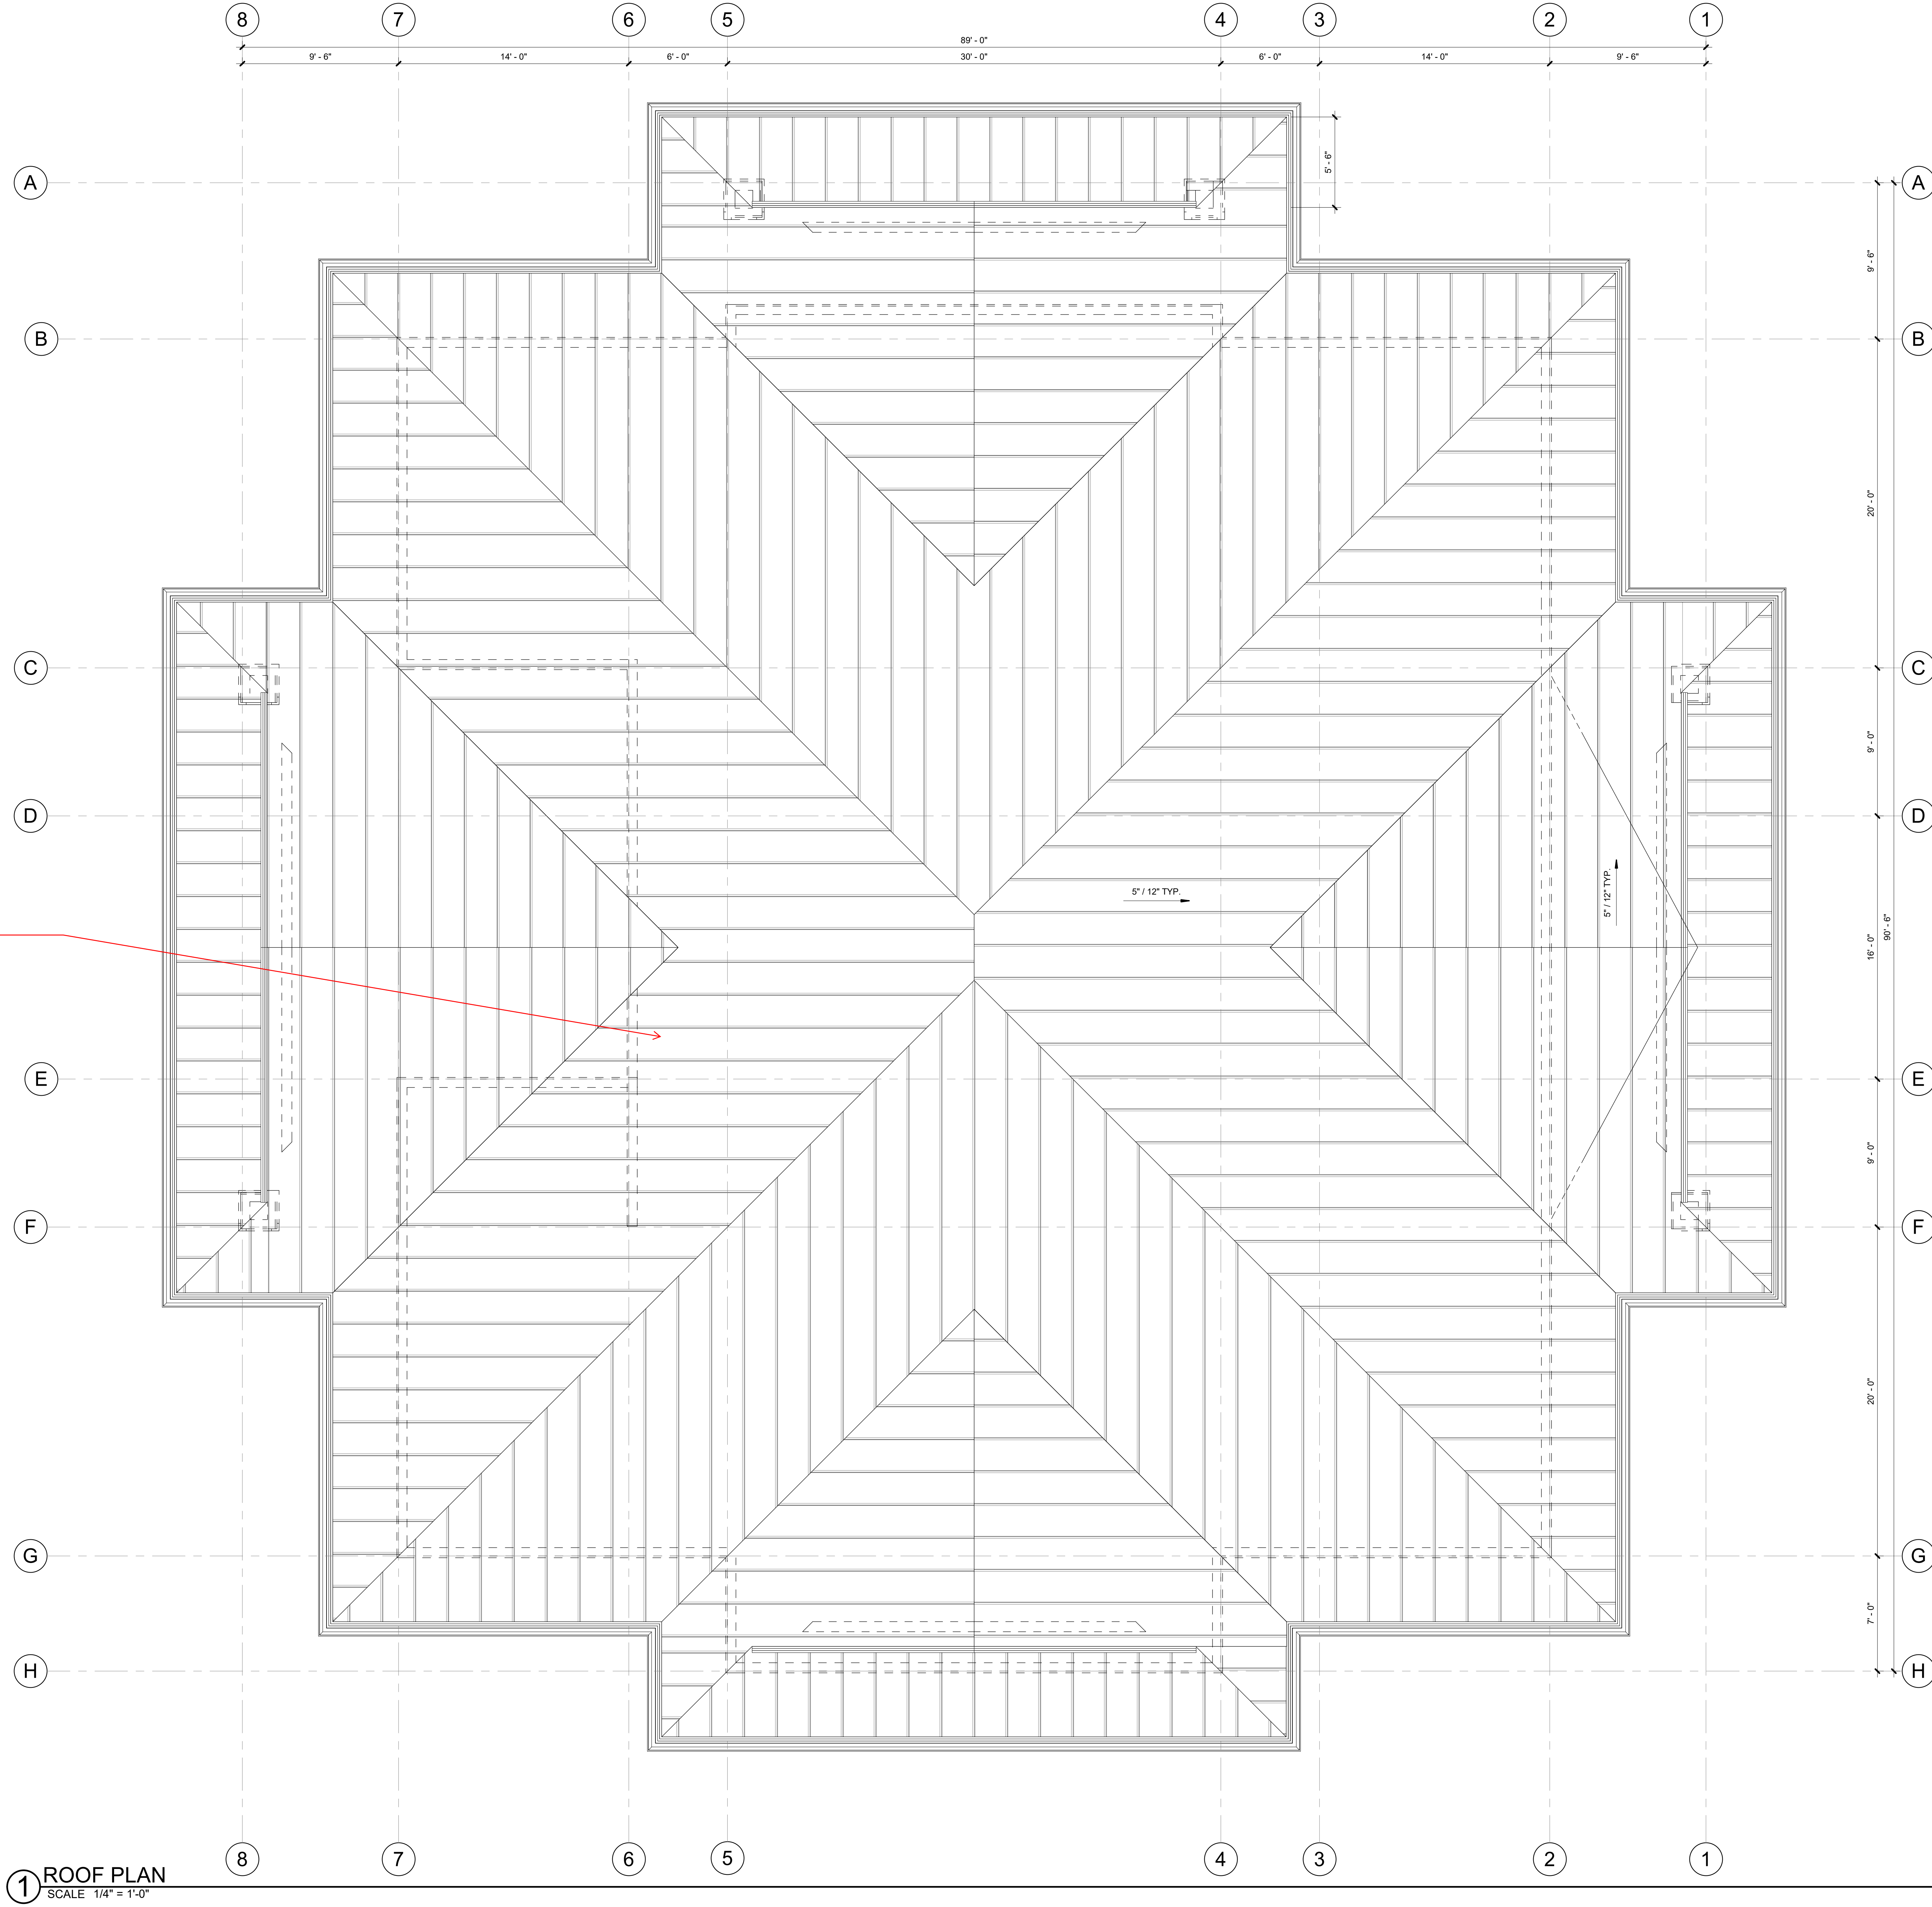 8 7 6 5 4 3 2 1
89' - 0"
9' - 6" 14' - 0" 6' - 0" 30' - 0" 6' - 0" 14' - 0" 9' - 6"
5' - 6"
A A
9' - 6"
B B
20' - 0"
C C
9' - 0"
D D
5" / 12" TYP.
5" / 12" TYP.
16' - 0"
90' - 6"
E E
9' - 0"
F F
20' - 0"
G G
7' - 0"
H H
8 7 6 5 4 3 2 1
1 ROOF PLAN
SCALE 1/4" = 1'-0"